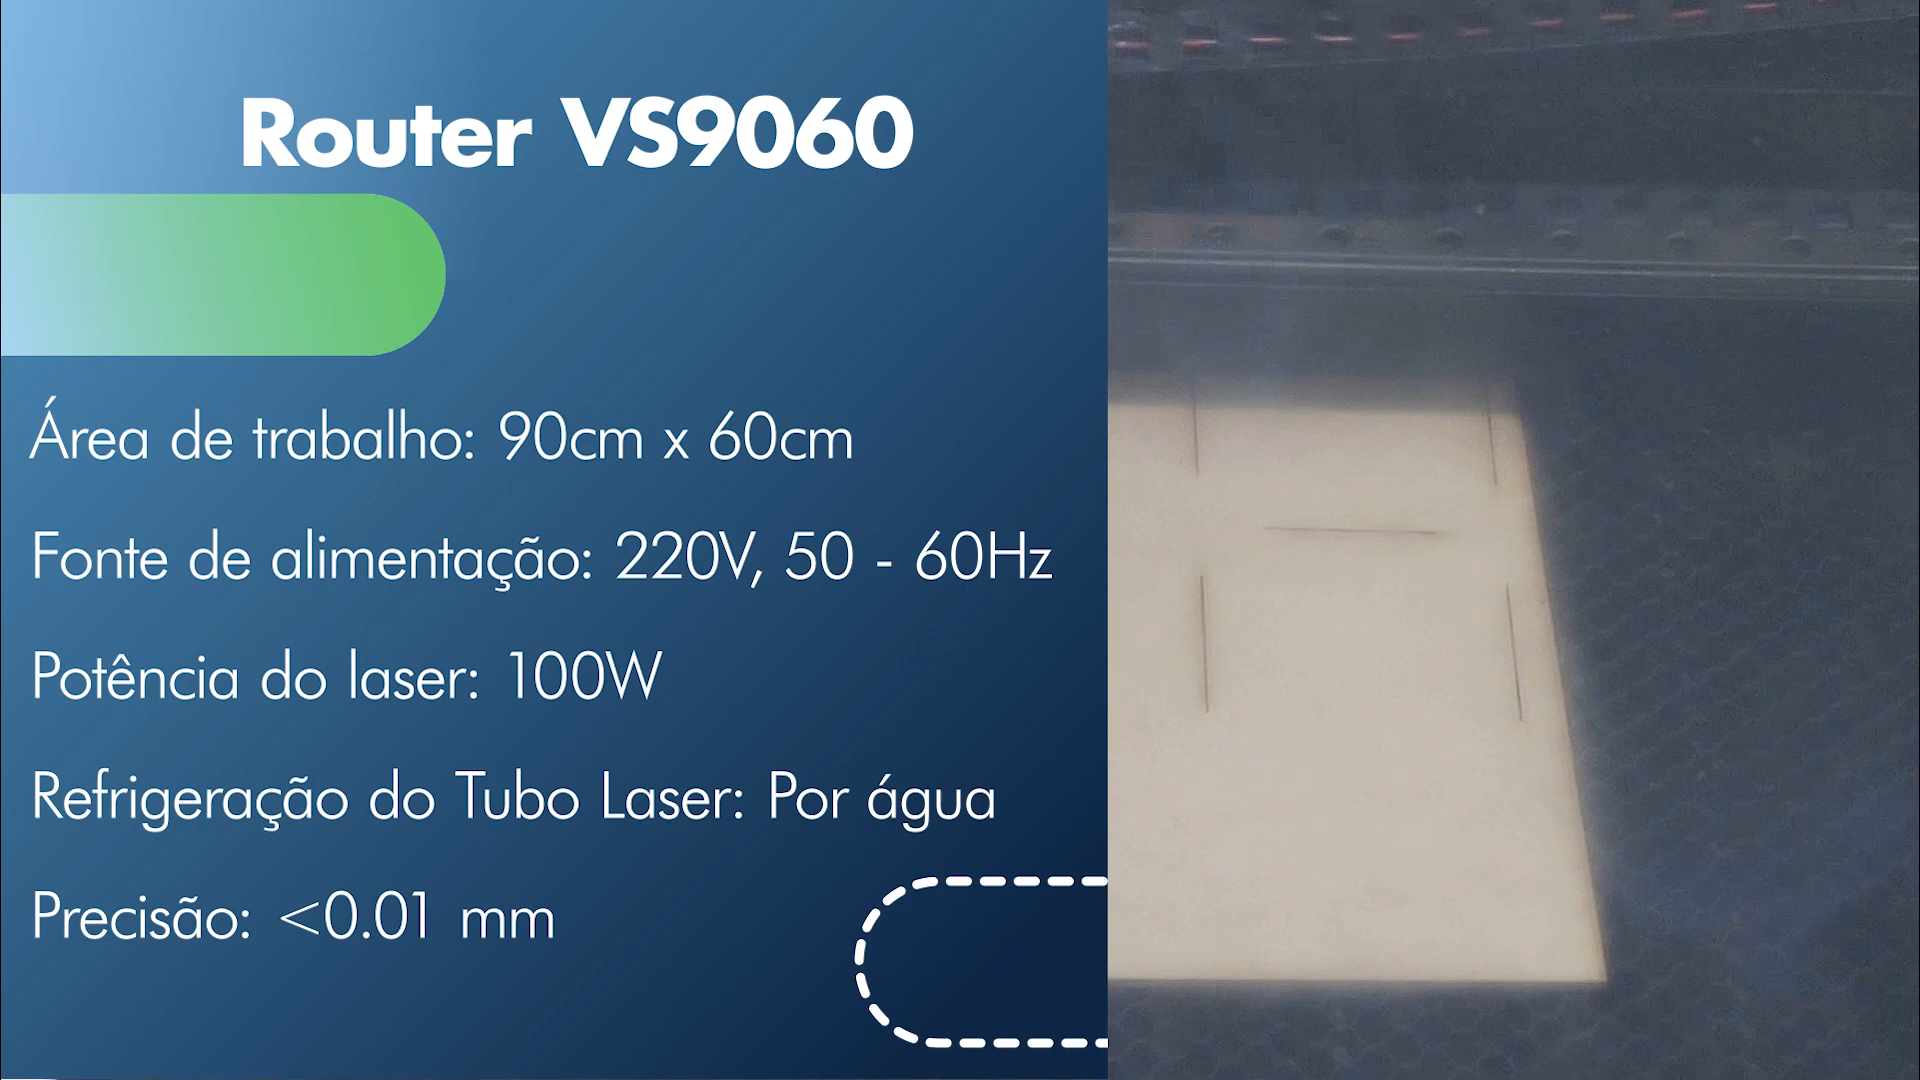 Router VS9060
Área de trabalho: 90cm x 60cm
Fonte de alimentação: 220V, 50 - 60Hz
Potência do laser: 100W
Refrigeração do Tubo Laser: Por água
Precisão: <0.01 mm